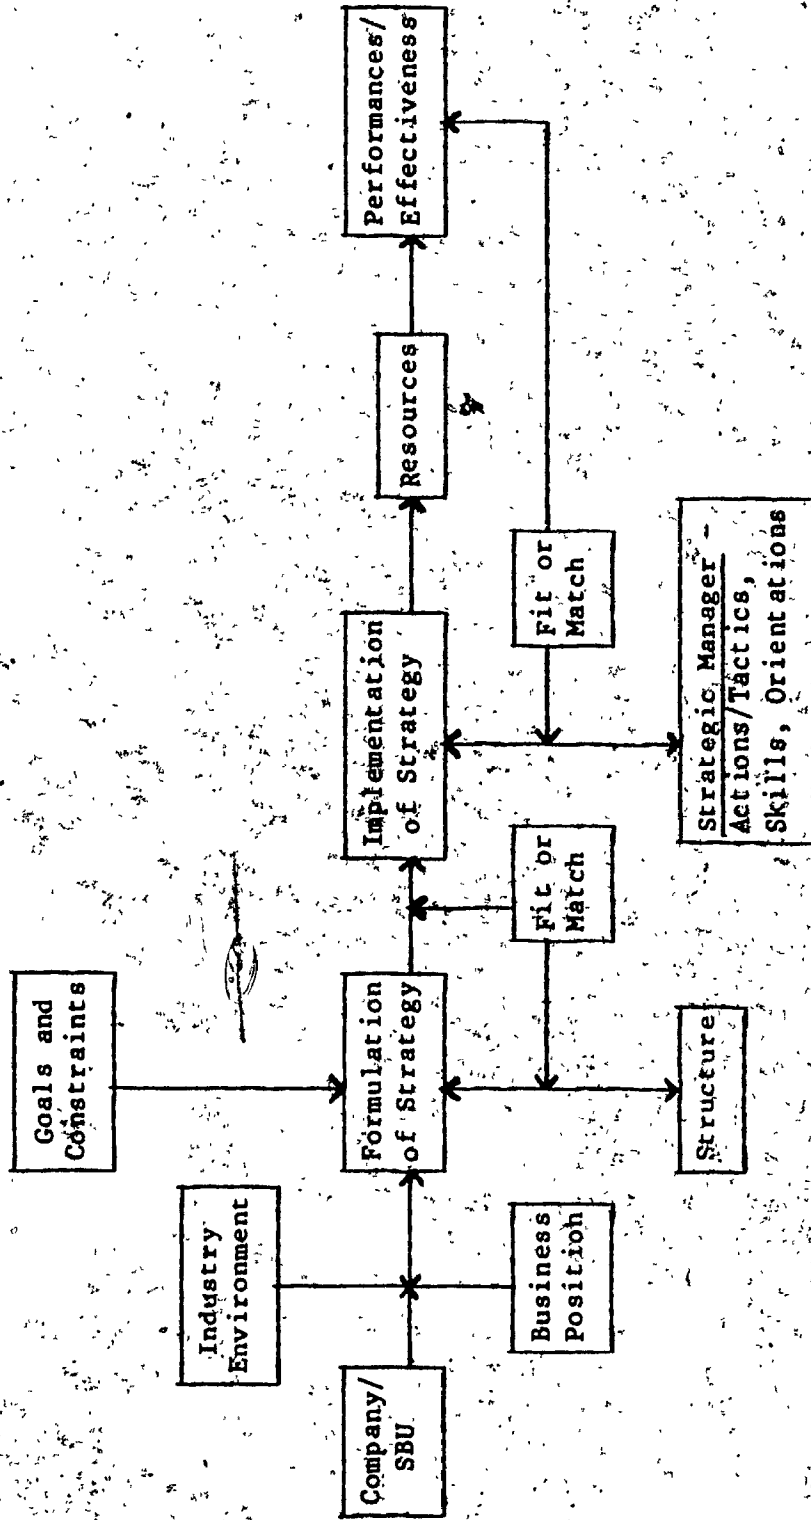 Goals and
Constraints
Industry
Environment
Company/
SBU
Formulation
of Strategy
Implementation
of Strategy
Resources
Performances/
Effectiveness
Business
Position
Fit or
Match
Fit or
Match
Structure
Strategic Manager -
Actions/Tactics,
Skills, Orientations